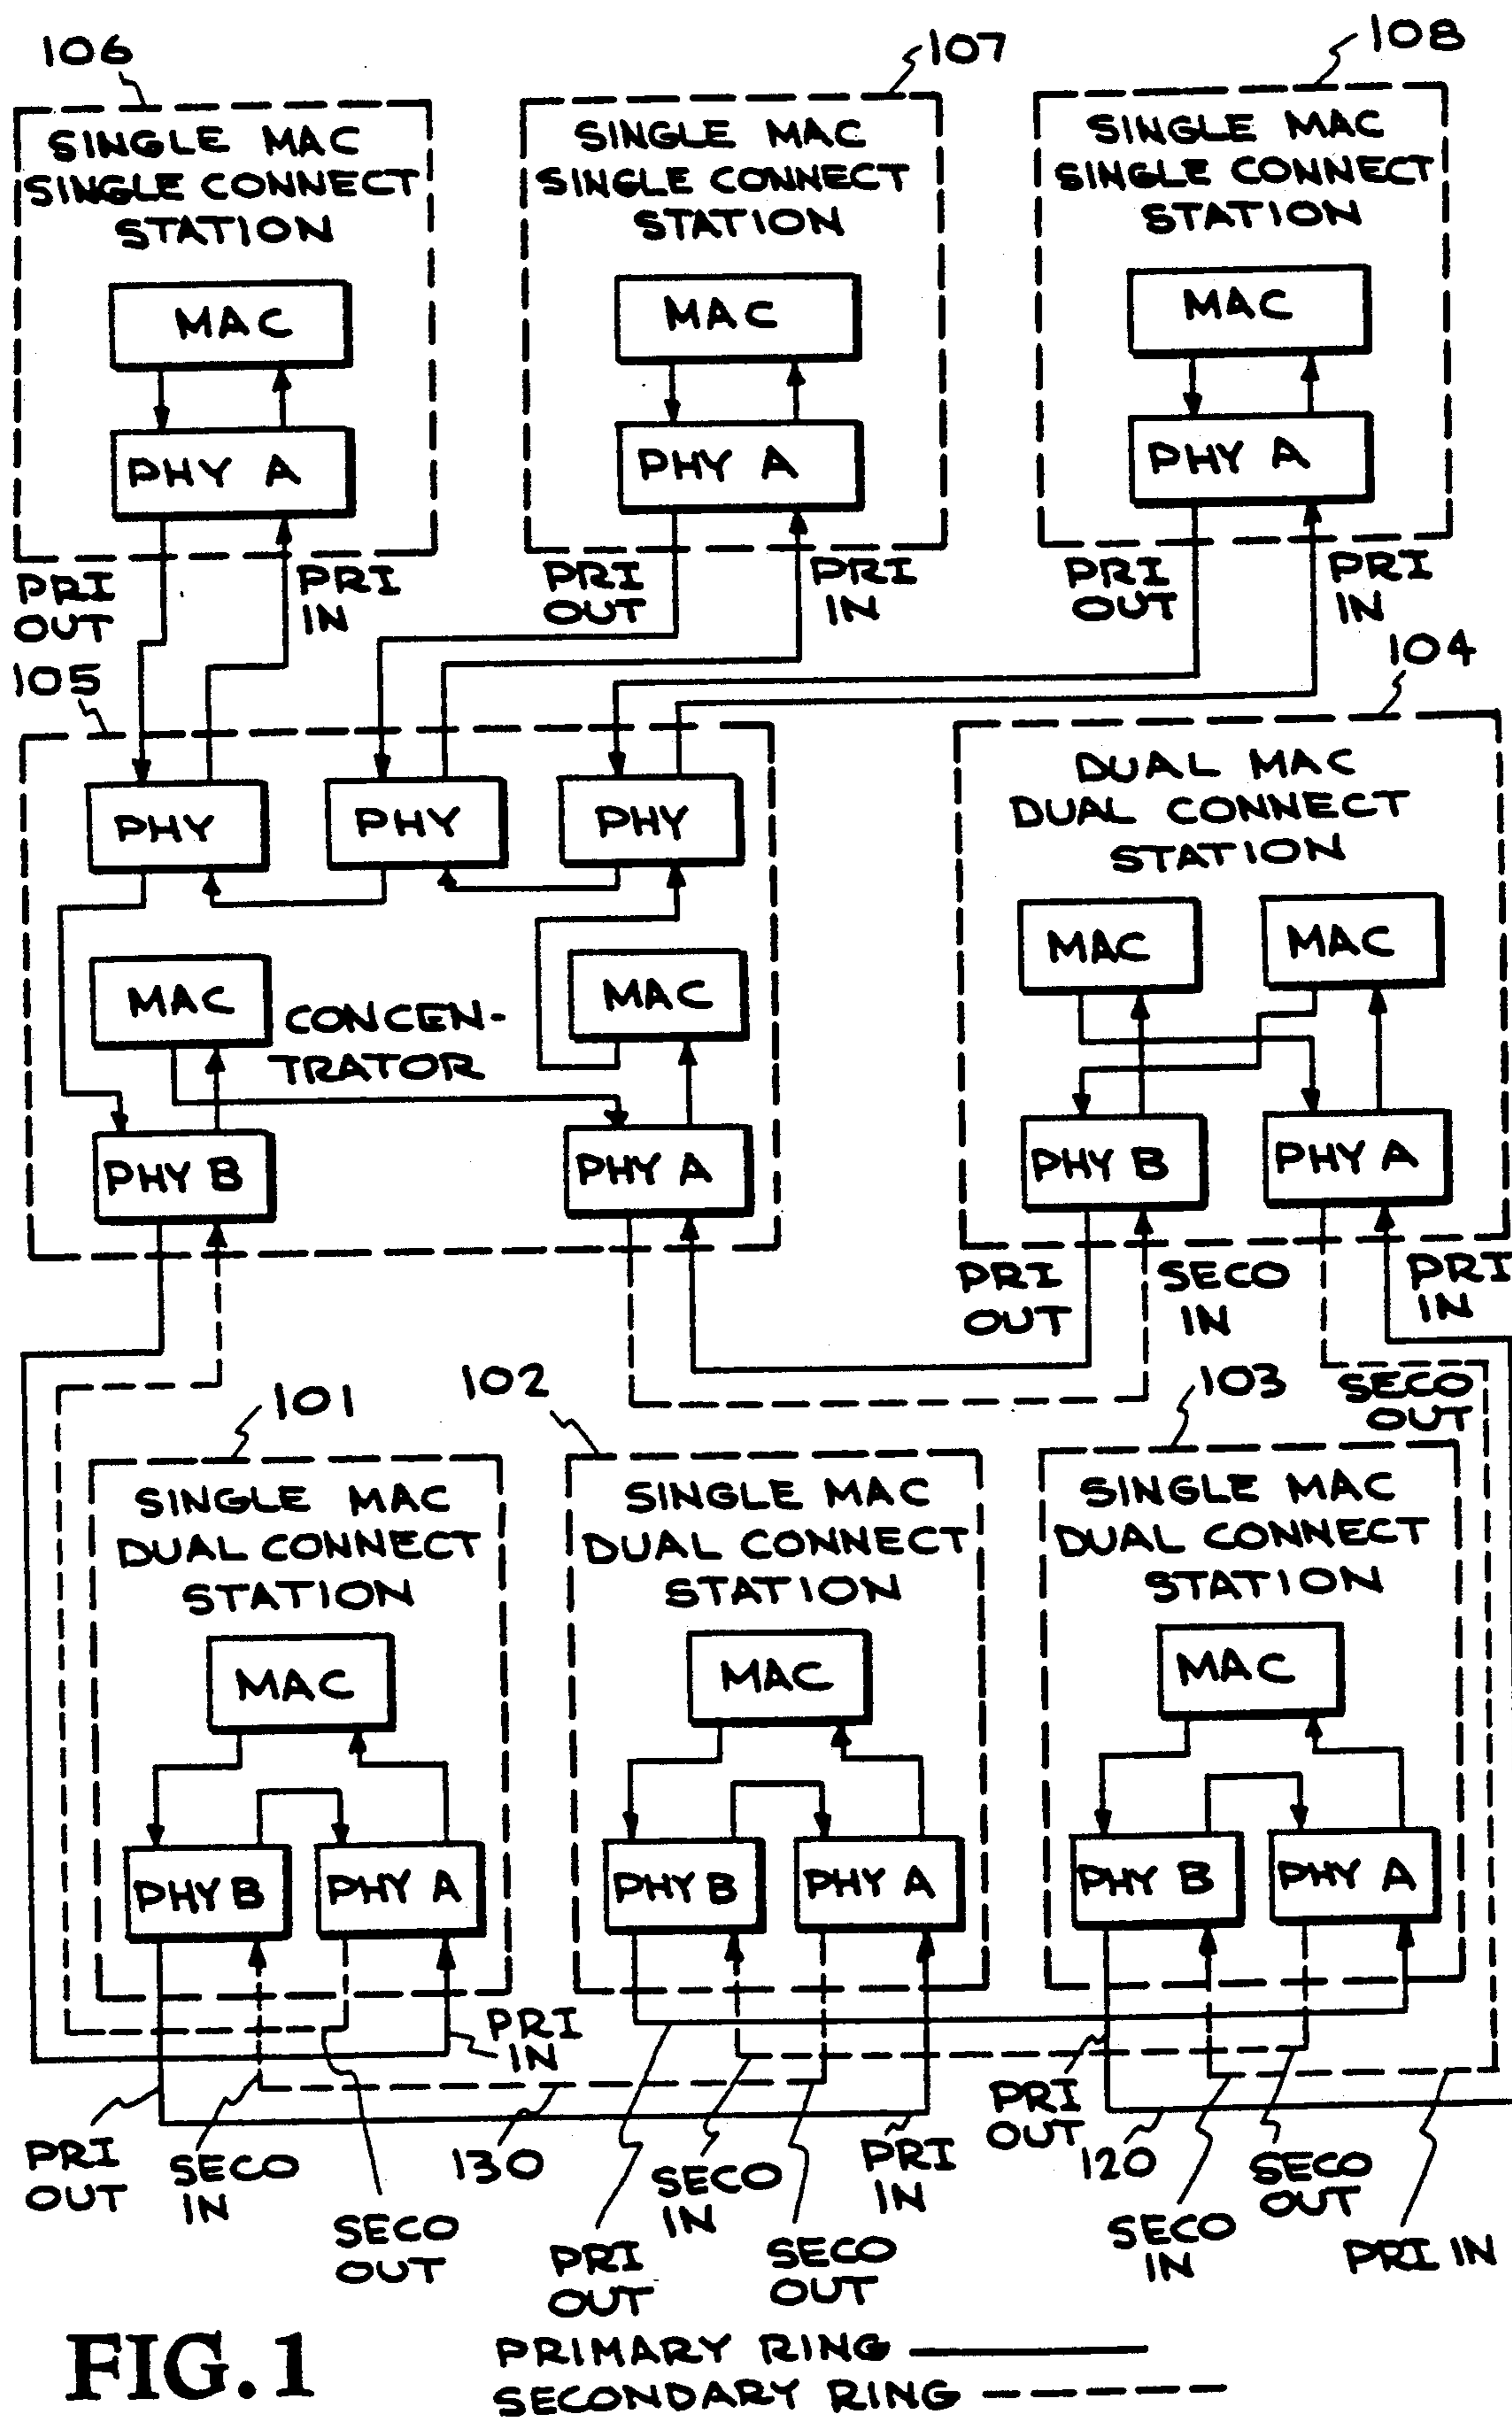 106
107
108
SINGLE MAC
SINGLE CONNECT
STATION
MAC
PHY A
PRI
OUT
PRI
IN
SINGLE MAC
SINGLE CONNECT
STATION
MAC
PHY A
PRI
OUT
PRI
IN
SINGLE MAC
SINGLE CONNECT
STATION
MAC
PHY A
PRI
OUT
PRI
IN
105
PHY
PHY
PHY
MAC
CONCEN-
TRATOR
MAC
PHY B
PHY A
104
DUAL MAC
DUAL CONNECT
STATION
MAC
MAC
PHY B
PHY A
PRI
OUT
SECO
IN
PRI
IN
SECO
OUT
101
SINGLE MAC
DUAL CONNECT
STATION
MAC
PHY B
PHY A
PRI
IN
102
SINGLE MAC
DUAL CONNECT
STATION
MAC
PHY B
PHY A
103
SINGLE MAC
DUAL CONNECT
STATION
MAC
PHY B
PHY A
PRI
OUT
SECO
IN
SECO
OUT
130
PRI
OUT
SECO
IN
SECO
OUT
PRI
IN
PRI
OUT
120
SECO
IN
SECO
OUT
PRI IN
FIG. 1
PRIMARY RING
SECONDARY RING